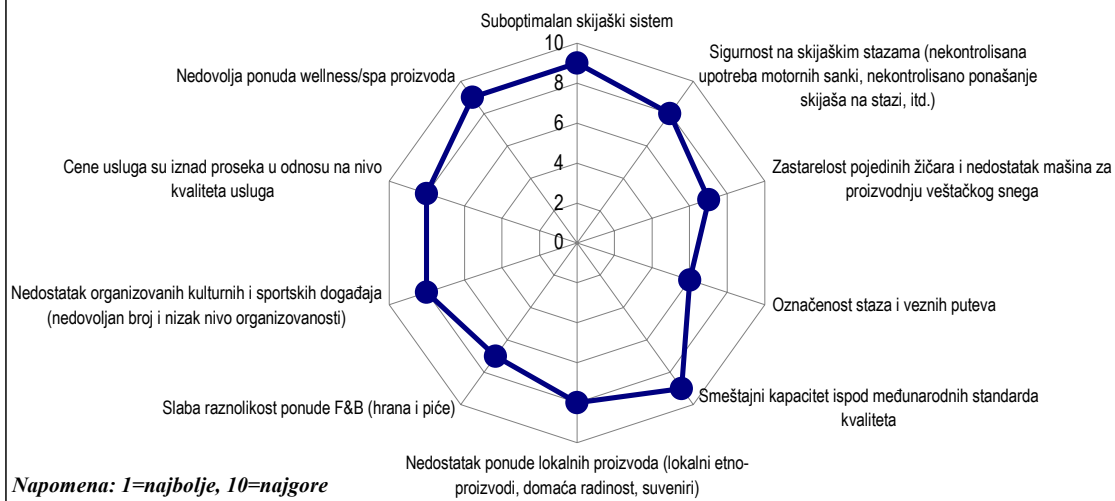 Suboptimalan skijaški sistem
Sigurnost na skijaškim stazama (nekontrolisana
upotreba motornih sanki, nekontrolisano ponašanje
skijaša na stazi, itd.)
Zastarelost pojedinih žičara i nedostatak mašina za
proizvodnju veštačkog snega
Označenost staza i veznih puteva
Smeštajni kapacitet ispod međunarodnih standarda
kvaliteta
Nedostatak ponude lokalnih proizvoda (lokalni etno-
proizvodi, domaća radinost, suveniri)
Slaba raznolikost ponude F&B (hrana i piće)
Nedostatak organizovanih kulturnih i sportskih događaja
(nedovoljan broj i nizak nivo organizovanosti)
Cene usluga su iznad proseka u odnosu na nivo
kvaliteta usluga
Nedovolja ponuda wellness/spa proizvoda
10
8
6
4
2
0
Napomena: 1=najbolje, 10=najgore